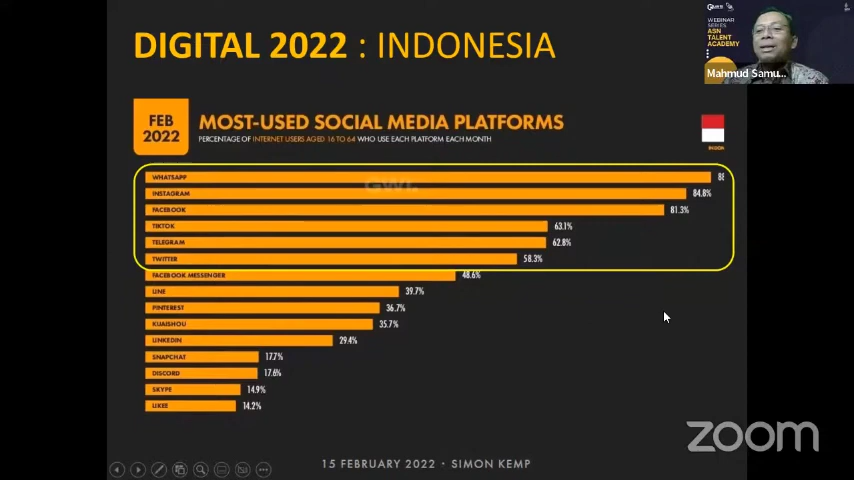 DIGITAL 2022 : INDONESIA
WEBINAR
SERIES
ASN
TALENT
ACADEMY
Mahmud Samu...
FEB
2022
MOST-USED SOCIAL MEDIA PLATFORMS
PERCENTAGE OF INTERNET USERS AGED 16 TO 64 WHO USE EACH PLATFORM EACH MONTH
WHATSAPP
INSTAGRAM 84.8%
FACEBOOK 81.3%
TIKTOK 63.1%
TELEGRAM 62.8%
TWITTER 58.3%
FACEBOOK MESSENGER 48.6%
LINE 39.7%
PINTEREST 36.7%
KUAISHOU 35.7%
LINKEDIN 29.4%
SNAPCHAT 17.7%
DISCORD 17.6%
SKYPE 14.9%
LIKEE 14.2%
GWI.
zoom
15 FEBRUARY 2022 • SIMON KEMP